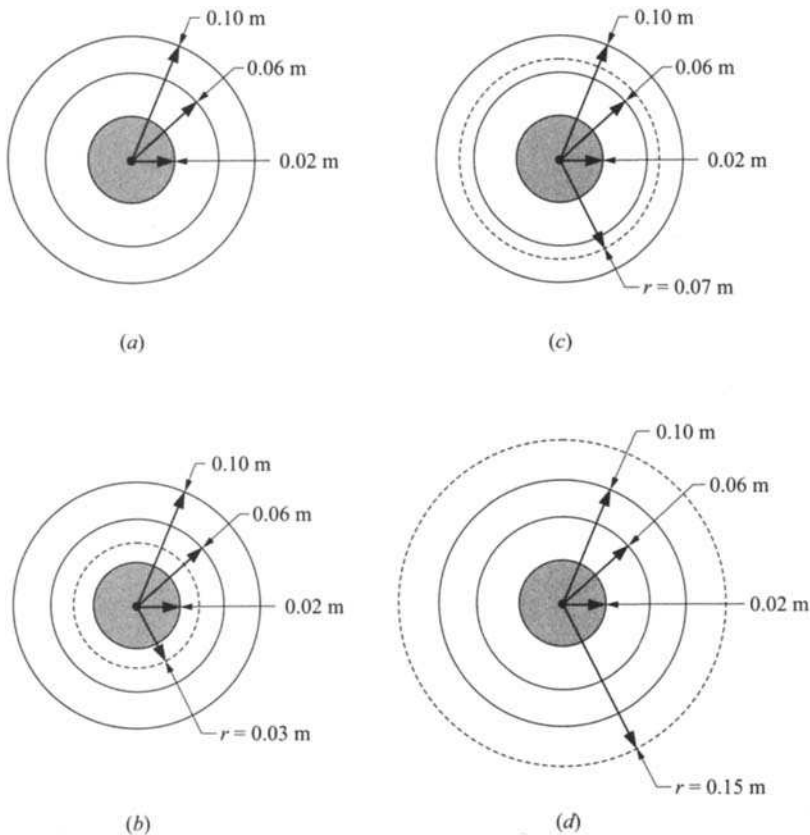 0.10 m
0.06 m
0.02 m
(a)
0.10 m
0.06 m
0.02 m
r = 0.07 m
(c)
0.10 m
0.06 m
0.02 m
r = 0.03 m
(b)
0.10 m
0.06 m
0.02 m
r = 0.15 m
(d)